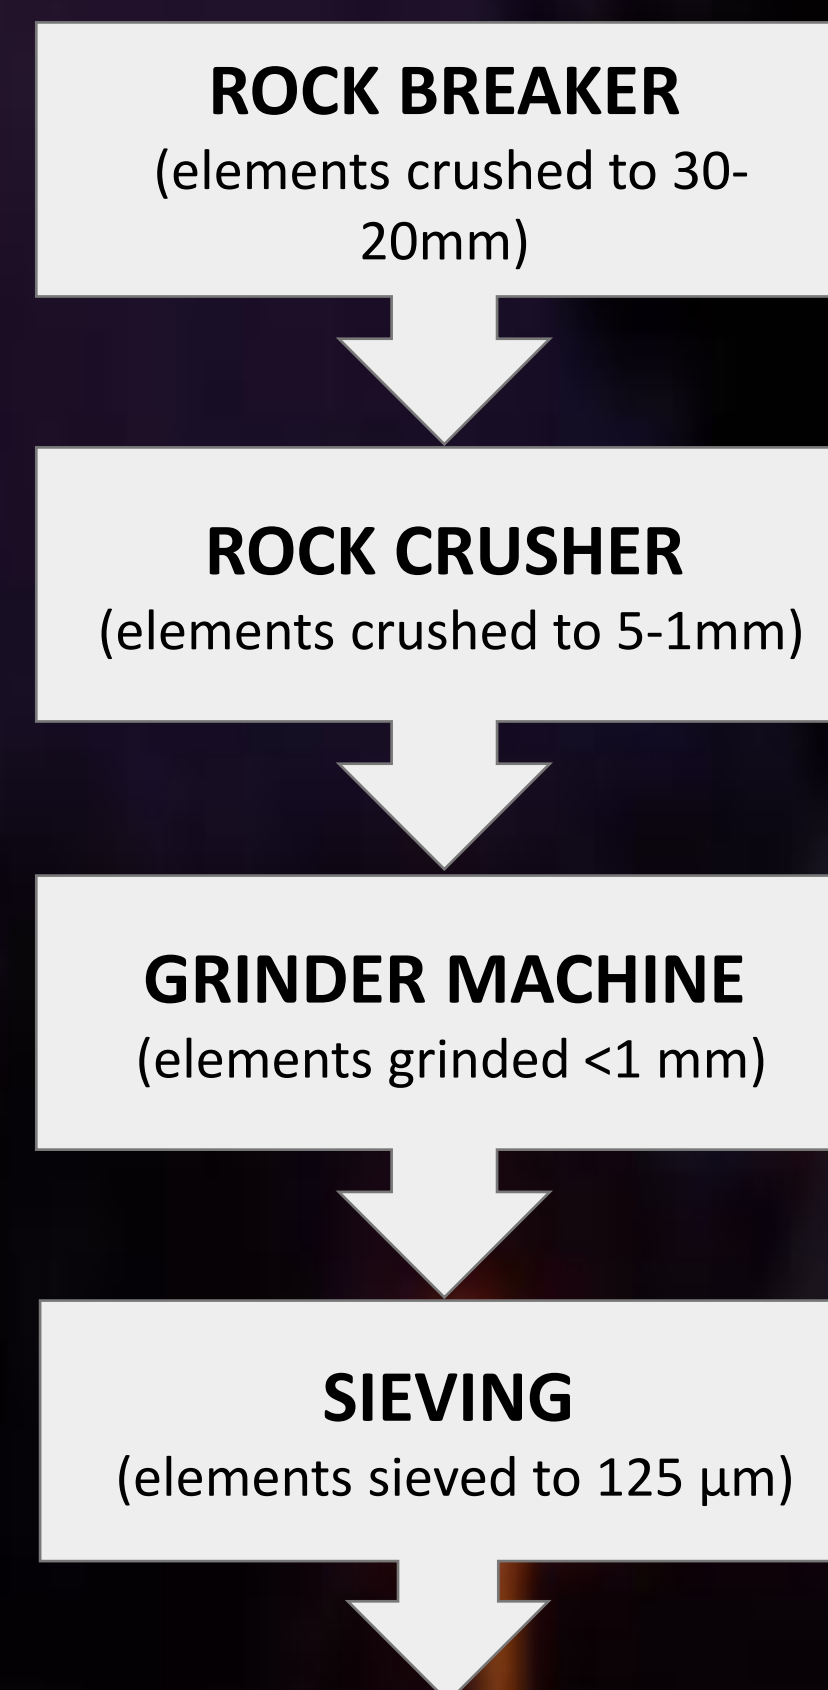 ROCK BREAKER
(elements crushed to 30-
20mm)
ROCK CRUSHER
(elements crushed to 5-1mm)
GRINDER MACHINE
(elements grinded <1 mm)
SIEVING
(elements sieved to 125 µm)